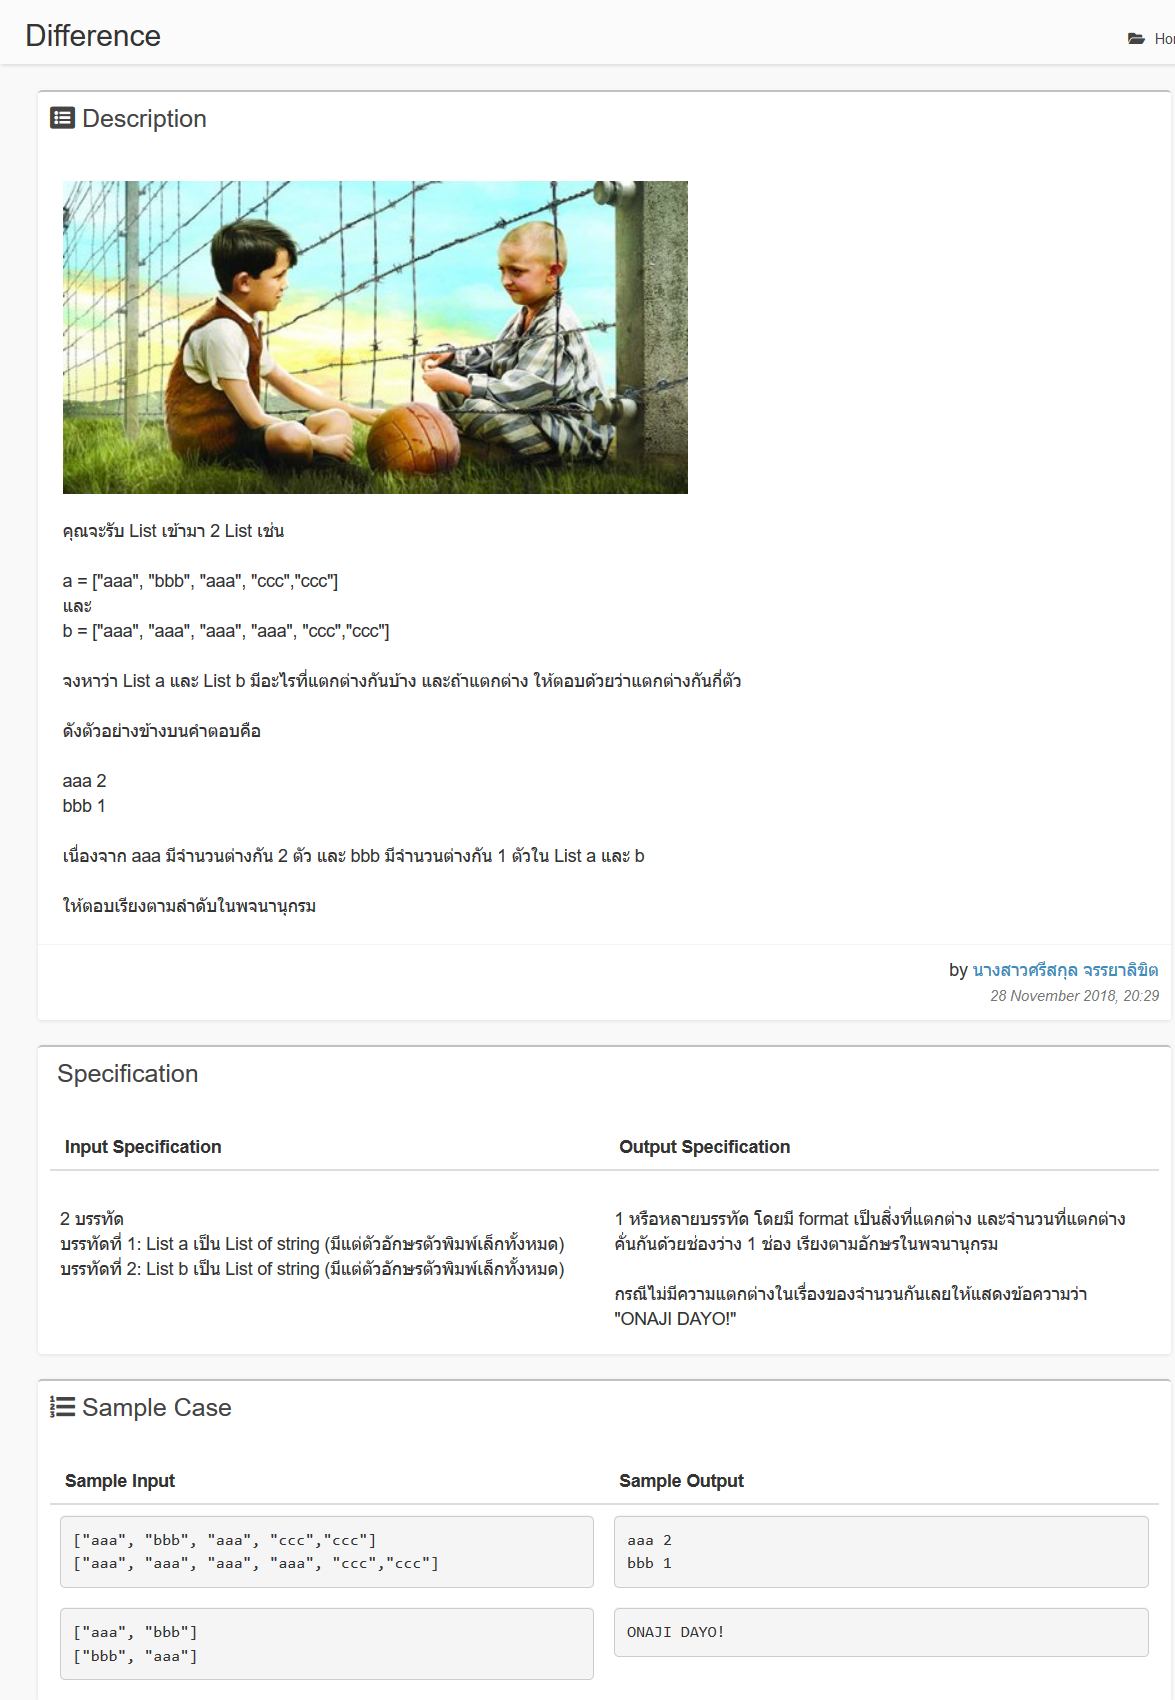 Difference
Description
คุณจะรับ List เข้ามา 2 List เช่น
a = ["aaa", "bbb", "aaa", "ccc","ccc"]
และ
b = ["aaa", "aaa", "aaa", "aaa", "ccc","ccc"]
จงหาว่า List a และ List b มีอะไรที่แตกต่างกันบ้าง และถ้าแตกต่าง ให้ตอบด้วยว่าแตกต่างกันกี่ตัว
ดังตัวอย่างข้างบนคำตอบคือ
aaa 2
bbb 1
เนื่องจาก aaa มีจำนวนต่างกัน 2 ตัว และ bbb มีจำนวนต่างกัน 1 ตัวใน List a และ b
ให้ตอบเรียงตามลำดับในพจนานุกรม
by นางสาวศรีสกุล จรรยาลิขิต
28 November 2018, 20:29
Specification
Input Specification
2 บรรทัด
บรรทัดที่ 1: List a เป็น List of string (มีแต่ตัวอักษรตัวพิมพ์เล็กทั้งหมด)
บรรทัดที่ 2: List b เป็น List of string (มีแต่ตัวอักษรตัวพิมพ์เล็กทั้งหมด)
Output Specification
1 หรือหลายบรรทัด โดยมี format เป็นสิ่งที่แตกต่าง และจำนวนที่แตกต่าง
คั่นกันด้วยช่องว่าง 1 ช่อง เรียงตามอักษรในพจนานุกรม
กรณีไม่มีความแตกต่างในเรื่องของจำนวนกันเลยให้แสดงข้อความว่า
"ONAJI DAYO!"
Sample Case
Sample Input
Sample Output
["aaa", "bbb", "aaa", "ccc","ccc"]
["aaa", "aaa", "aaa", "aaa", "ccc","ccc"]
aaa 2
bbb 1
["aaa", "bbb"]
["bbb", "aaa"]
ONAJI DAYO!